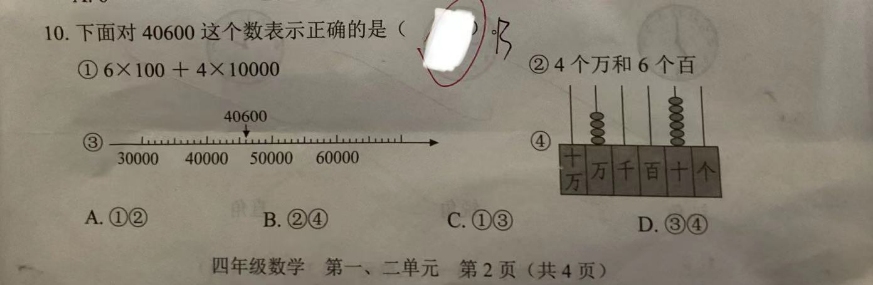 10. 下面对 40600 这个数表示正确的是（ ）。B
① 6×100 + 4×10000
② 4 个万和 6 个百
③
40600
30000 40000 50000 60000
④
十万 万 千 百 十 个
A. ①② B. ②④ C. ①③ D. ③④
四年级数学 第一、二单元 第 2 页（共 4 页）